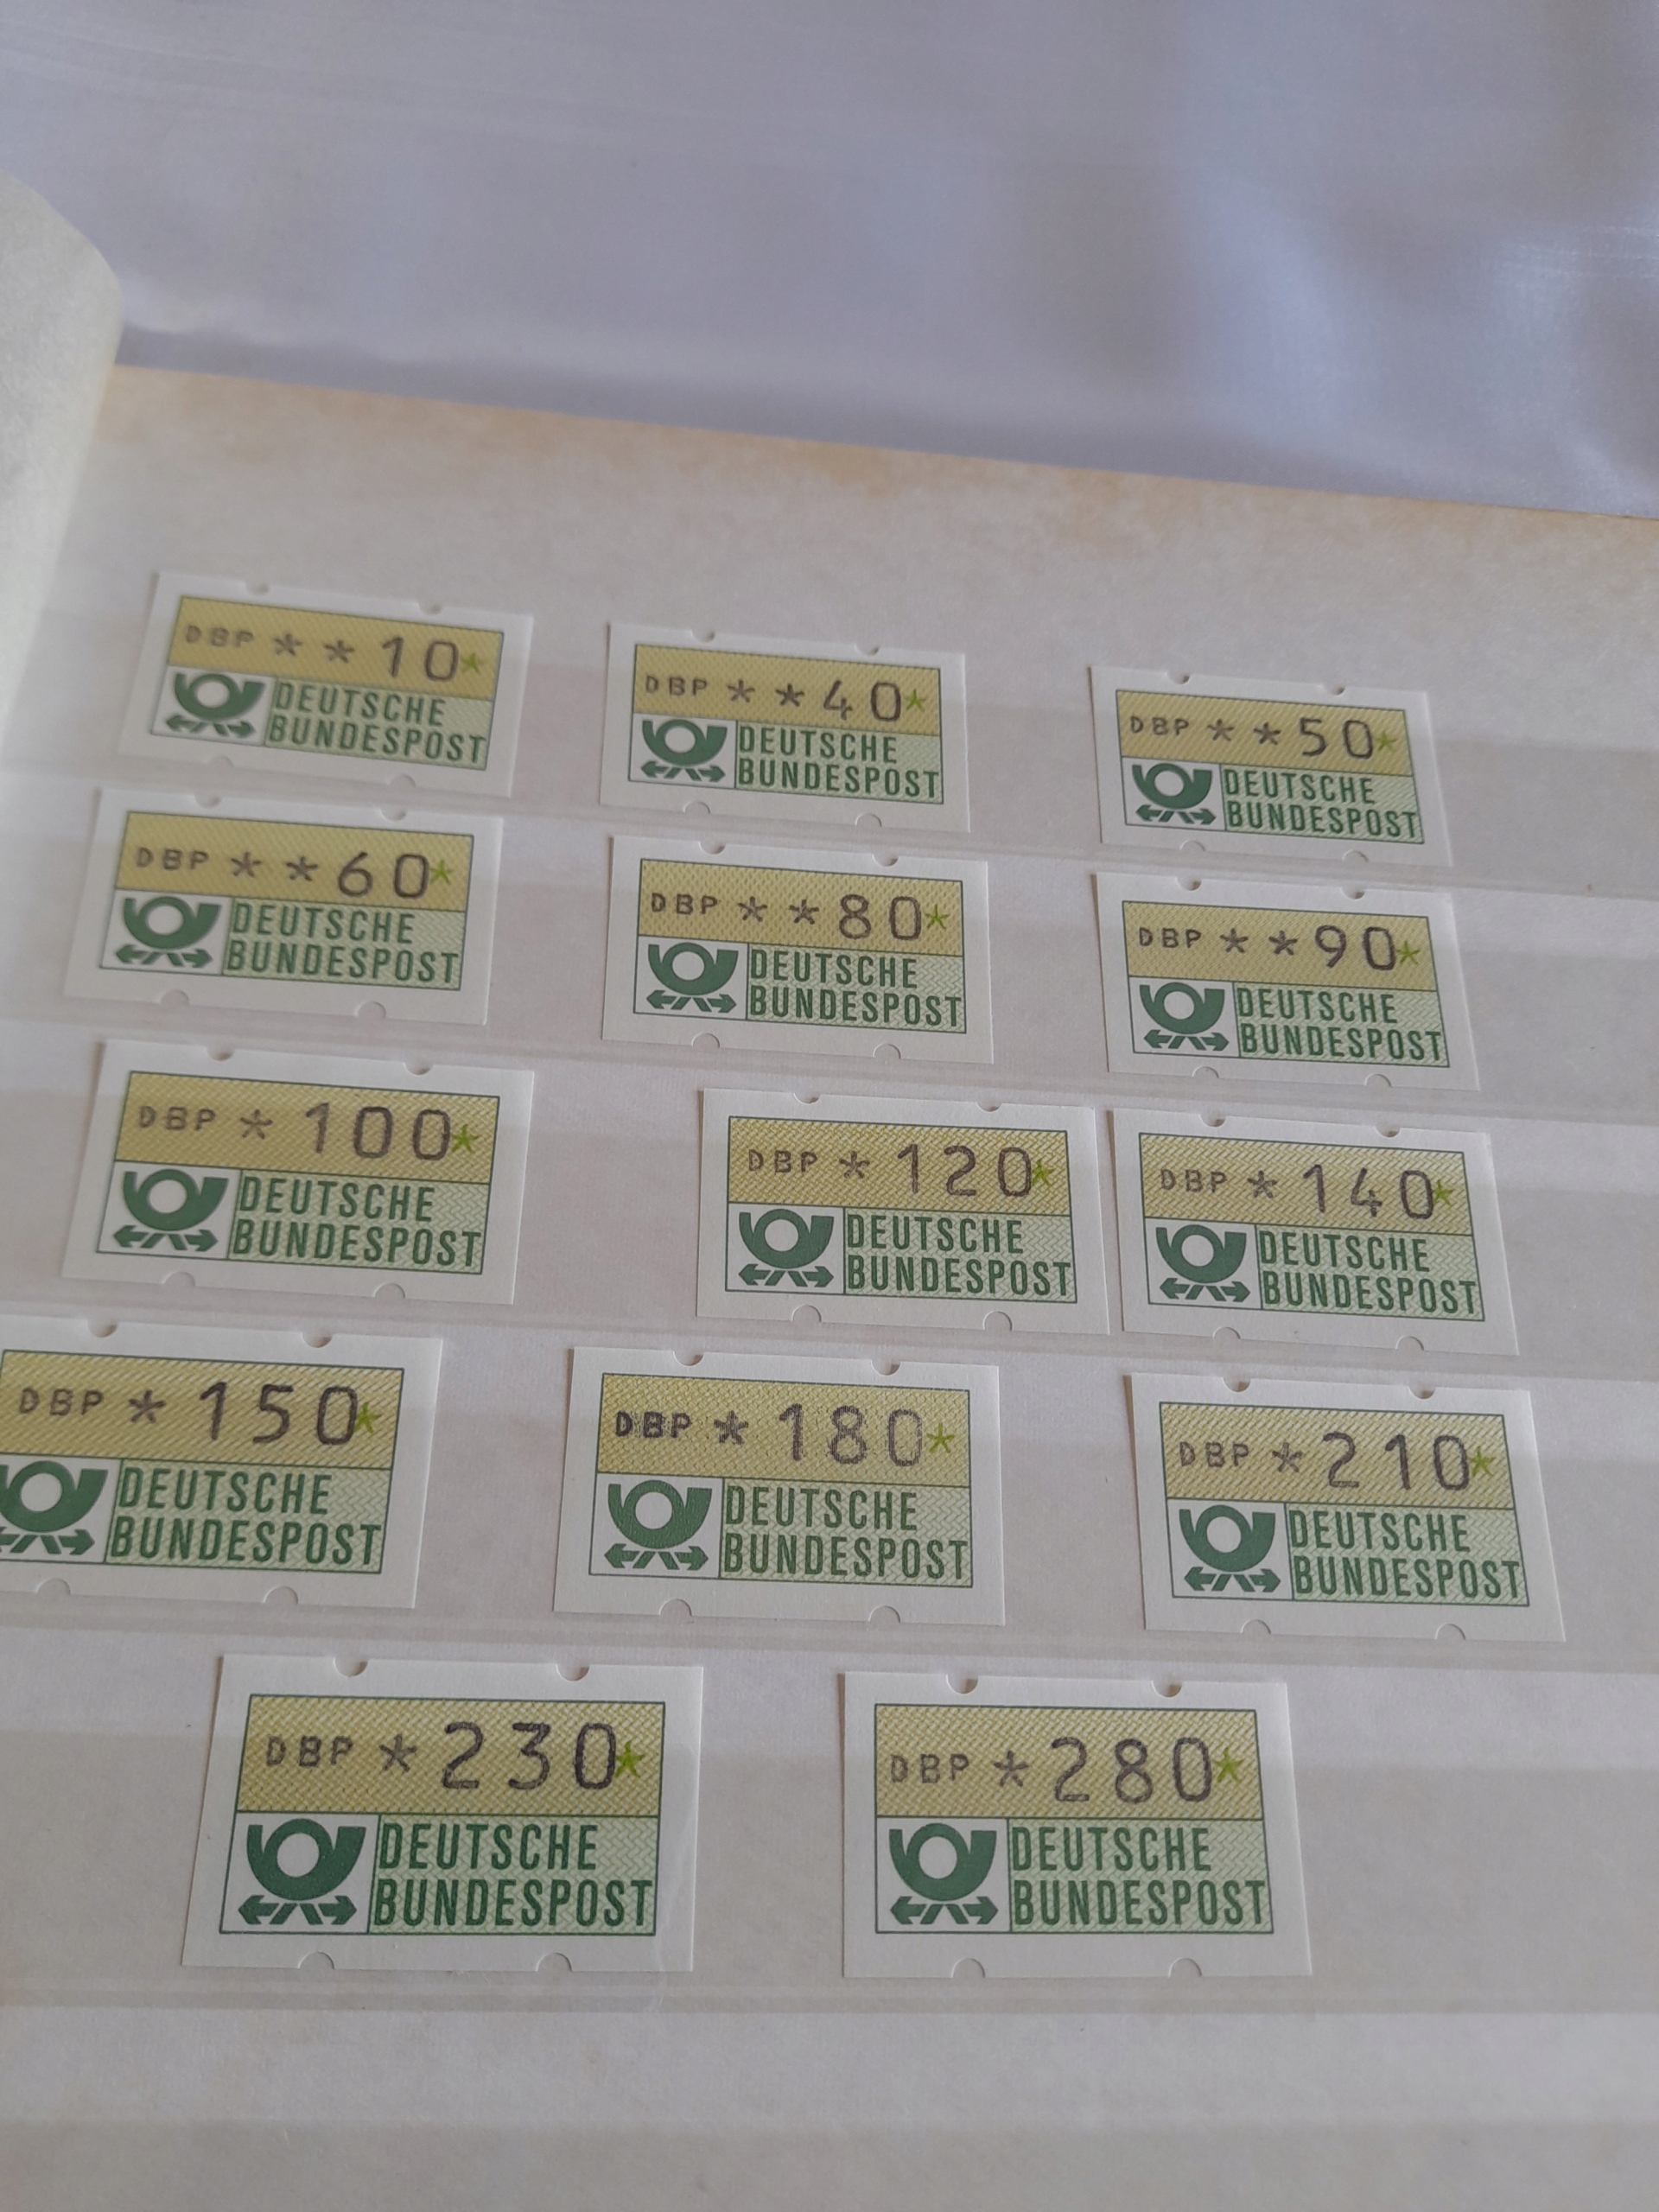 DBP **10*
DEUTSCHE
BUNDESPOST
DBP **40*
DEUTSCHE
BUNDESPOST
DBP **50*
DEUTSCHE
BUNDESPOST
DBP **60*
DEUTSCHE
BUNDESPOST
DBP **80*
DEUTSCHE
BUNDESPOST
DBP **90*
DEUTSCHE
BUNDESPOST
DBP *100*
DEUTSCHE
BUNDESPOST
DBP *120*
DEUTSCHE
BUNDESPOST
DBP *140*
DEUTSCHE
BUNDESPOST
DBP *150*
DEUTSCHE
BUNDESPOST
DBP *180*
DEUTSCHE
BUNDESPOST
DBP *210*
DEUTSCHE
BUNDESPOST
DBP *230*
DEUTSCHE
BUNDESPOST
DBP *280*
DEUTSCHE
BUNDESPOST